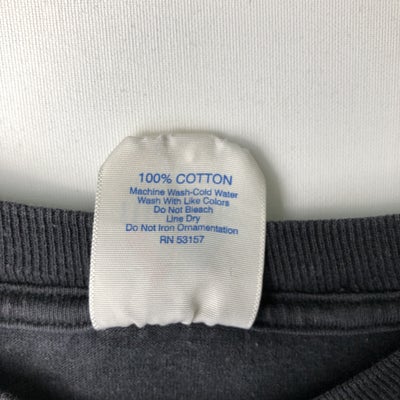 100% COTTON
Machine Wash-Cold Water
Wash With Like Colors
Do Not Bleach
Line Dry
Do Not Iron Ornamentation
RN 53157